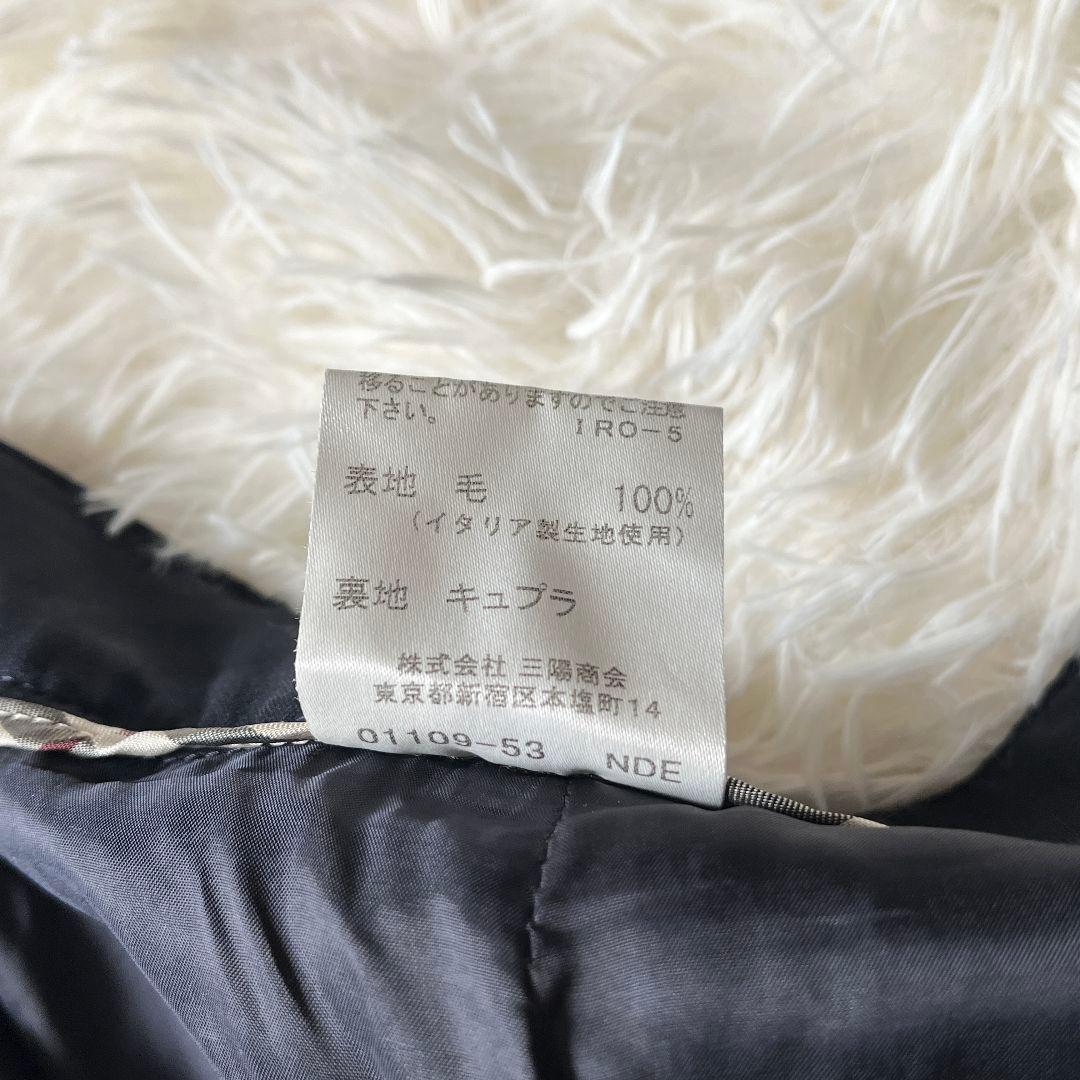 移ることがありますのでご注意
下さい。 IRO-5
表地 毛 100%
(イタリア製生地使用)
裏地 キュプラ
株式会社 三陽商会
東京都新宿区本塩町14
01109-53 NDE